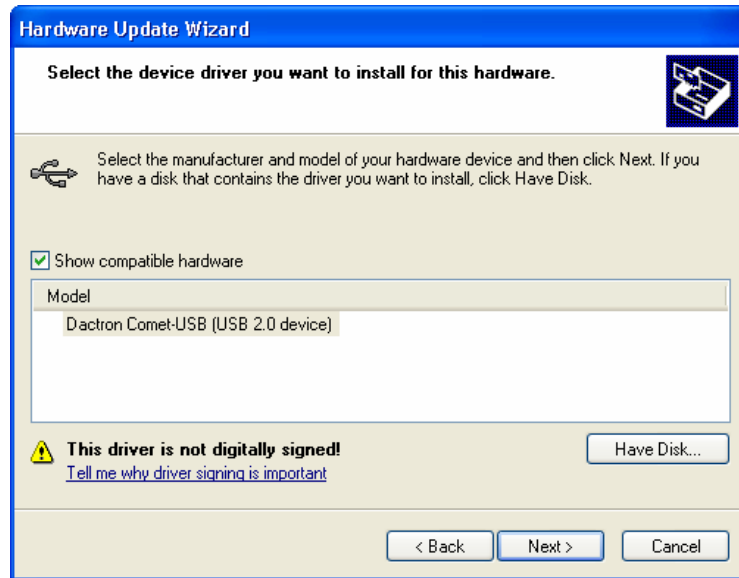 Hardware Update Wizard
Select the device driver you want to install for this hardware.
Select the manufacturer and model of your hardware device and then click Next. If you
have a disk that contains the driver you want to install, click Have Disk.
Show compatible hardware
Model
Dactron Comet-USB (USB 2.0 device)
This driver is not digitally signed!
Tell me why driver signing is important
Have Disk...
< Back
Next >
Cancel